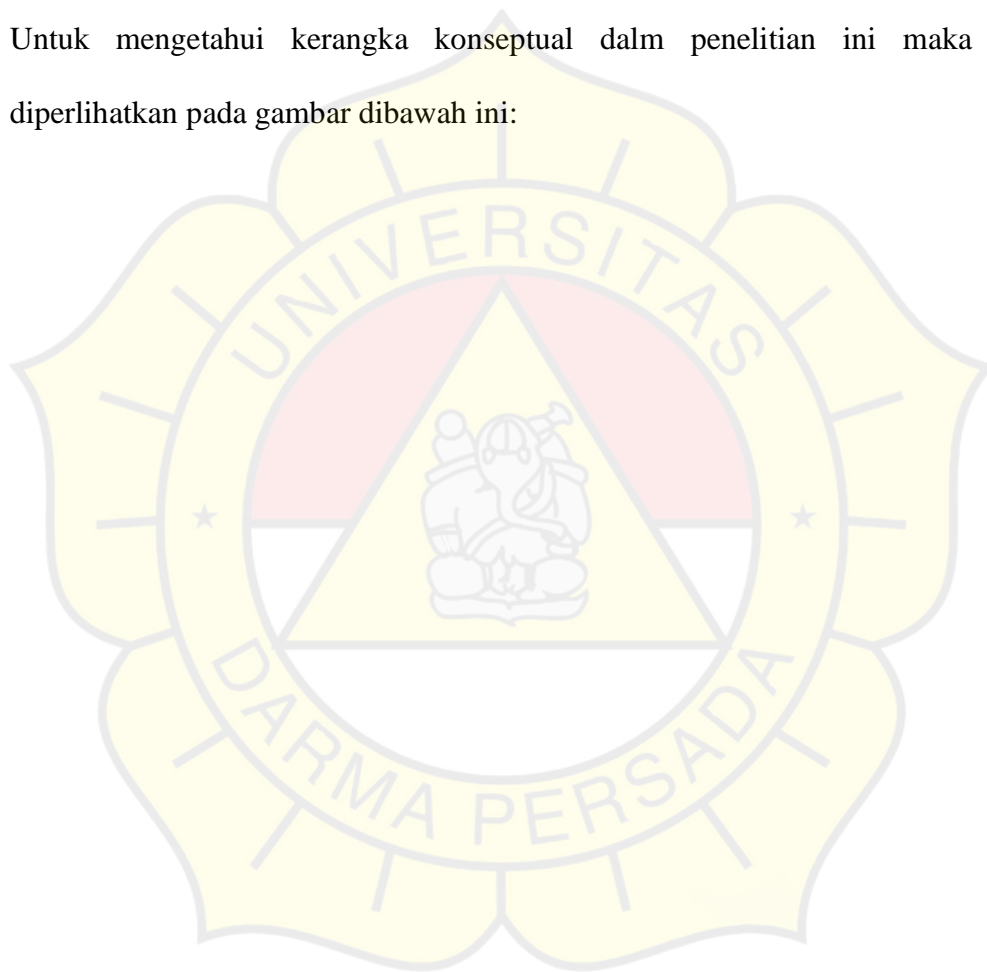 Untuk mengetahui kerangka konseptual dalm penelitian ini maka
diperlihatkan pada gambar dibawah ini:
UNIVERSITAS
DARMA PERSADA